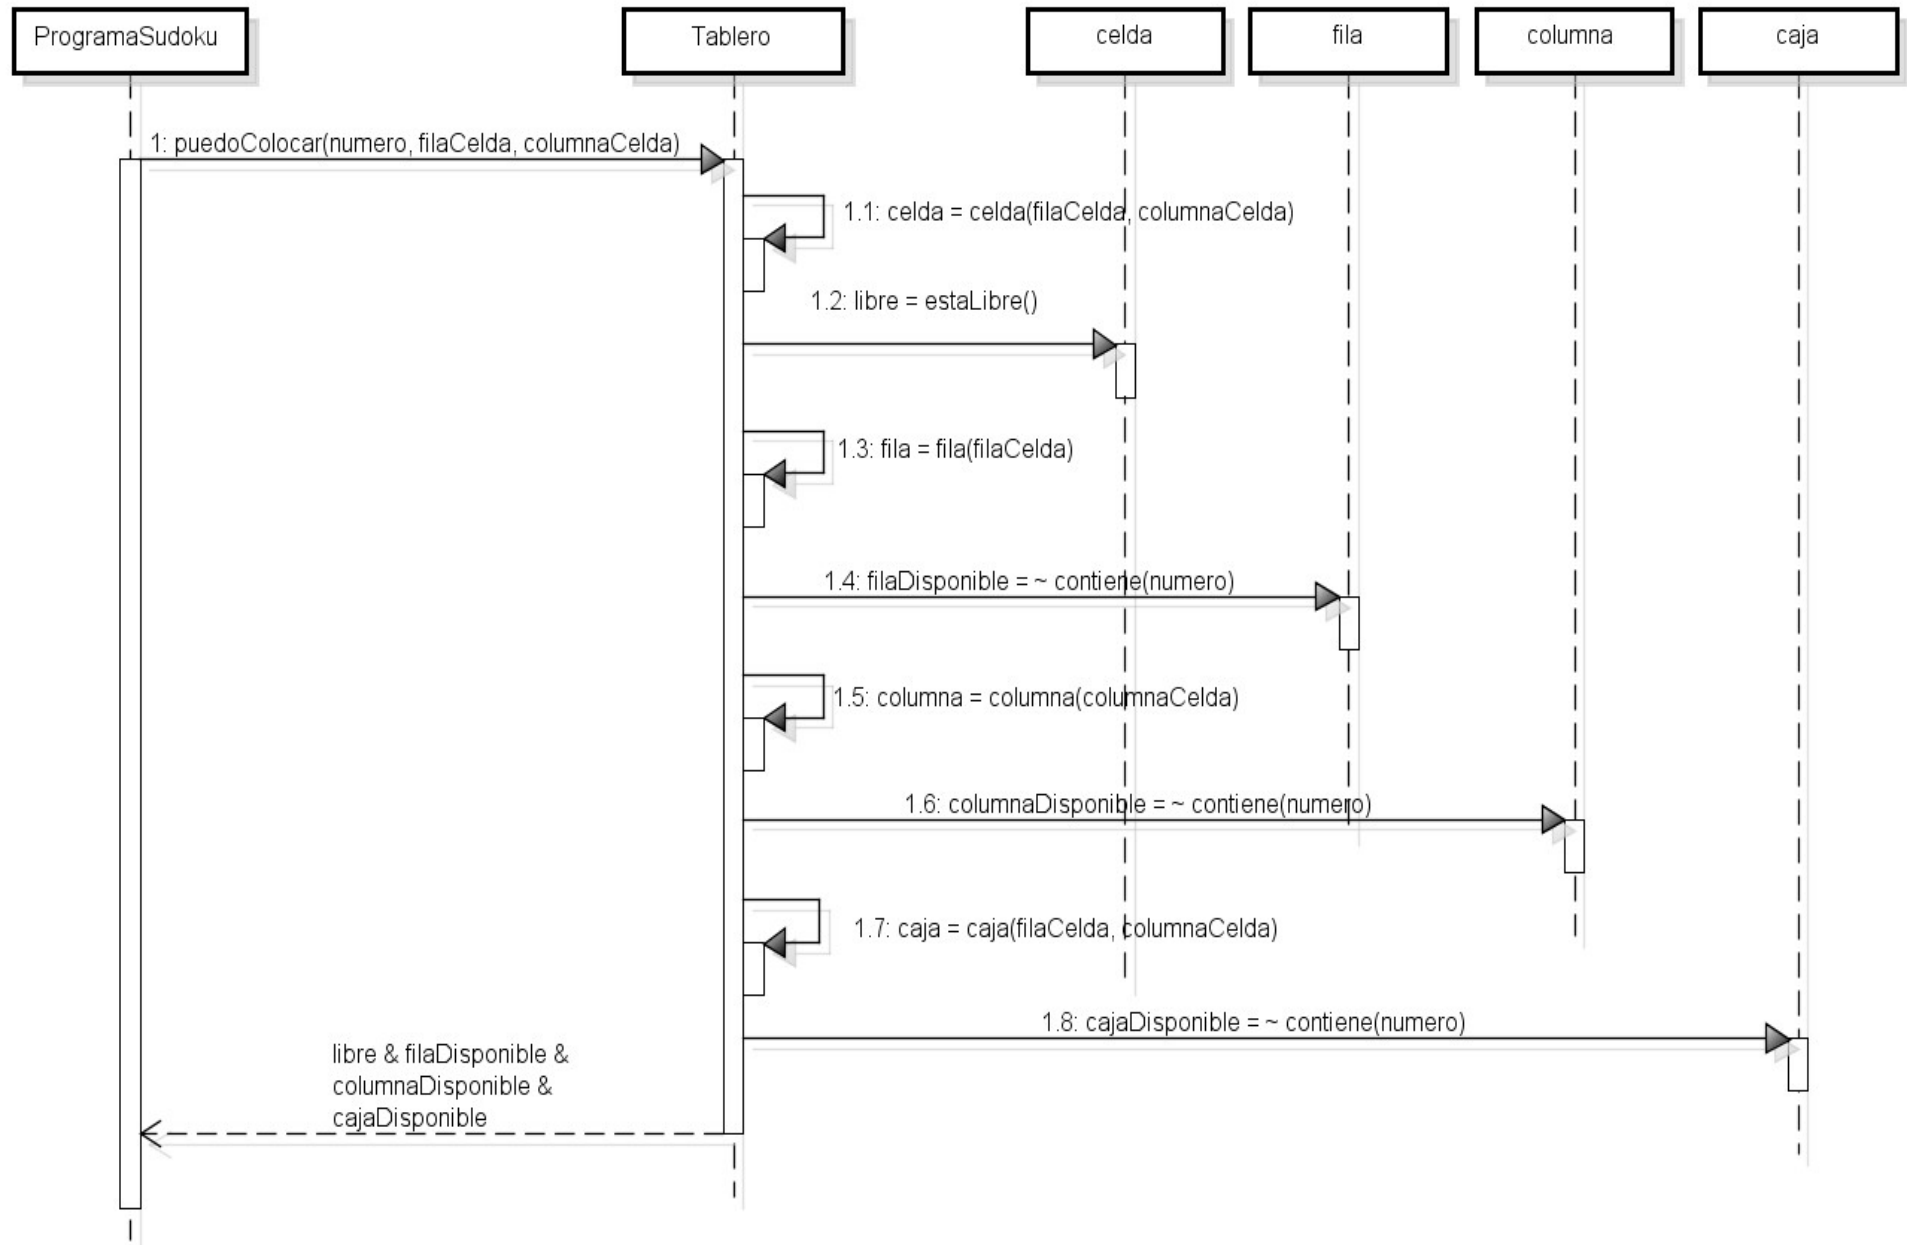 ProgramaSudoku
Tablero
celda
fila
columna
caja
1: puedoColocar(numero, filaCelda, columnaCelda)
1.1: celda = celda(filaCelda, columnaCelda)
1.2: libre = estaLibre()
1.3: fila = fila(filaCelda)
1.4: filaDisponible = ~ contiene(numero)
1.5: columna = columna(columnaCelda)
1.6: columnaDisponible = ~ contiene(numero)
1.7: caja = caja(filaCelda, columnaCelda)
1.8: cajaDisponible = ~ contiene(numero)
libre & filaDisponible &
columnaDisponible &
cajaDisponible